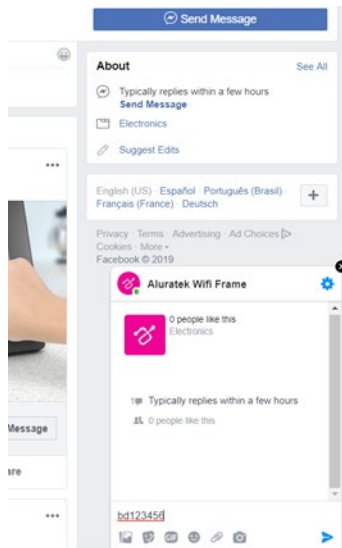 Send Message
About
See All
Typically replies within a few hours
Send Message
Electronics
Suggest Edits
English (US) · Español · Português (Brasil)
Français (France) · Deutsch
Privacy · Terms · Advertising · Ad Choices
Cookies · More
Facebook © 2019
Aluratek Wifi Frame
0 people like this
Electronics
Typically replies within a few hours
0 people like this
Message
are
bd123456
GIF